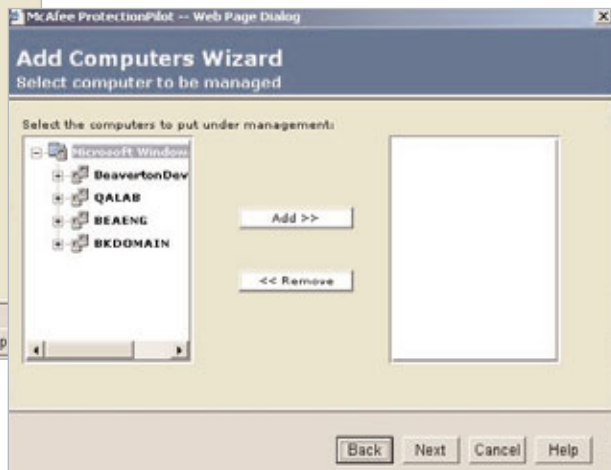 McAfee ProtectionPilot -- Web Page Dialog
Add Computers Wizard
Select computer to be managed
Select the computers to put under management:
Microsoft Window
BeavertonDev
QALAB
BEAENG
BKDOMAIN
Add >>
<< Remove
p
Back Next Cancel Help